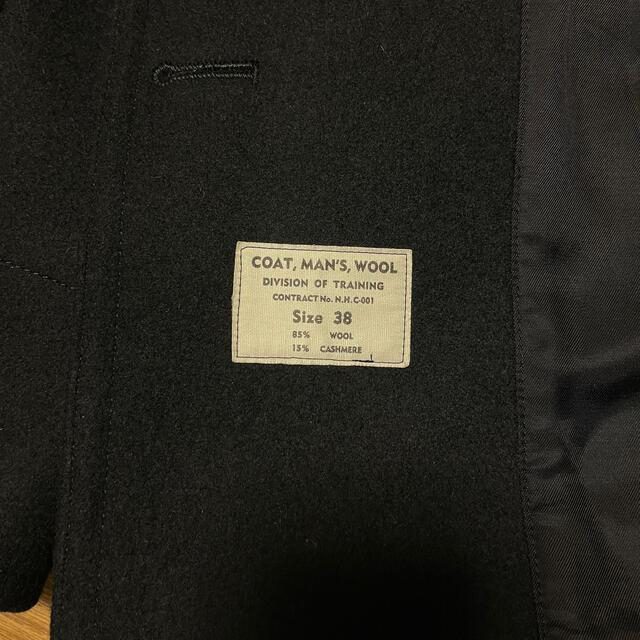 COAT, MAN'S, WOOL
DIVISION OF TRAINING
CONTRACT No. N.H.C-001
Size 38
85% WOOL
15% CASHMERE